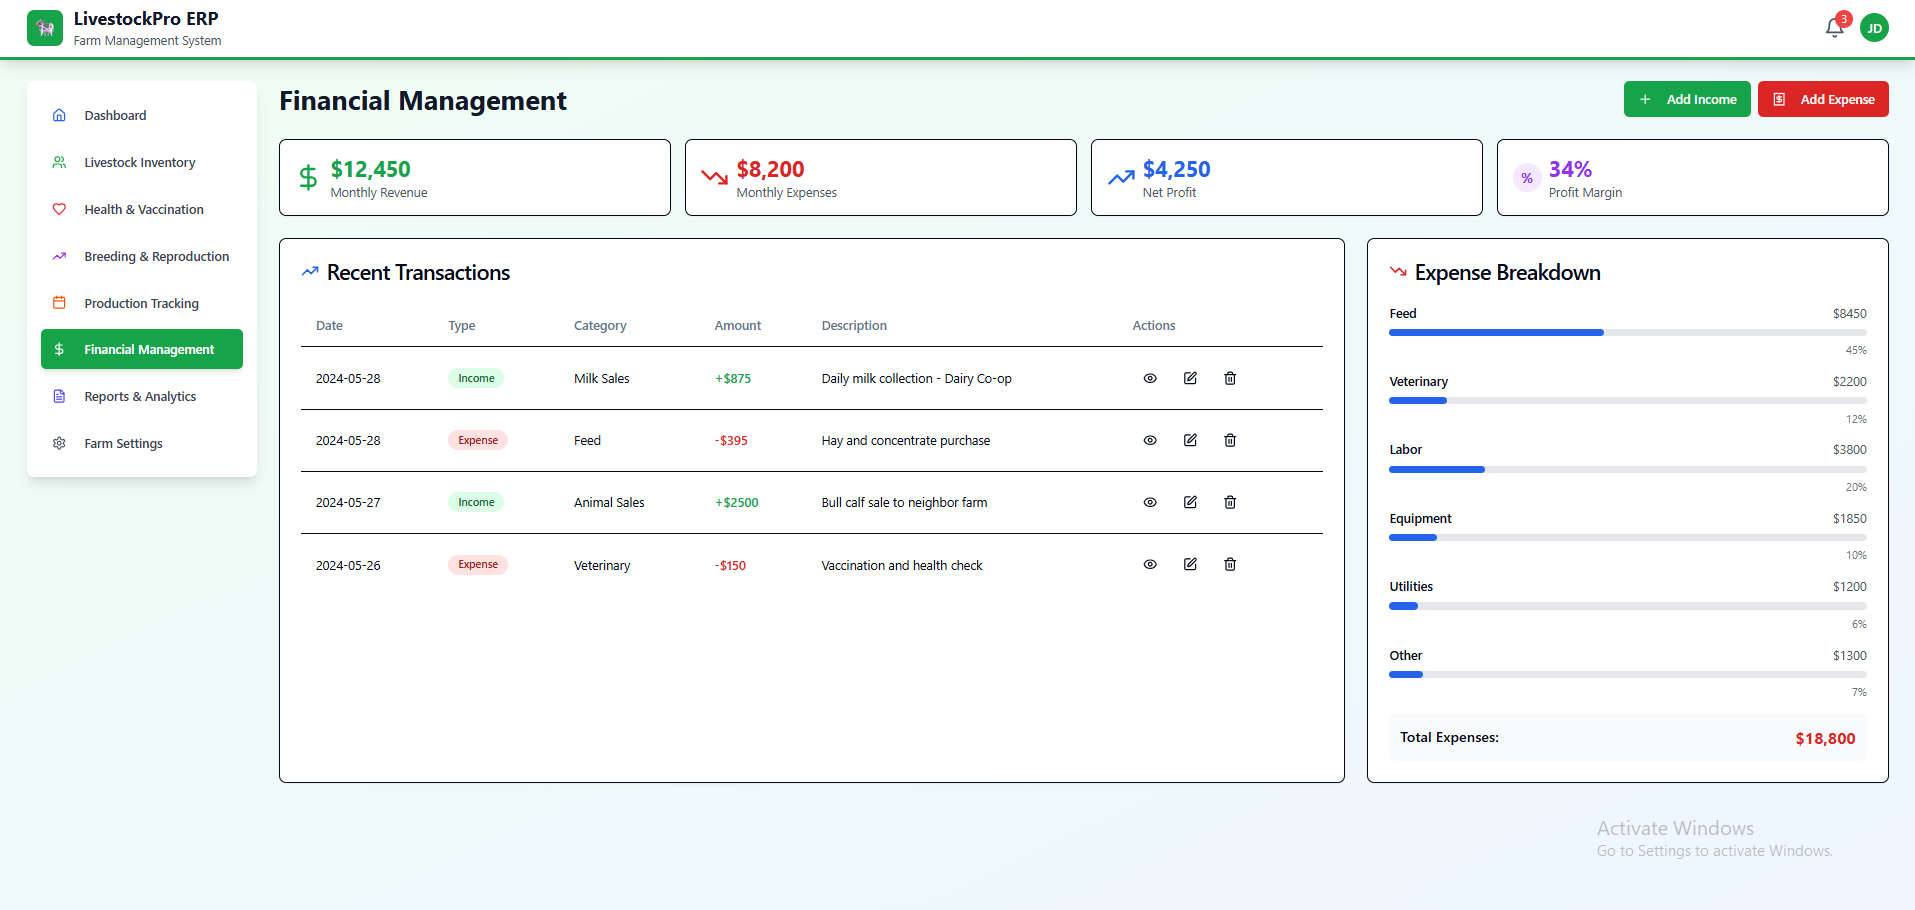 LivestockPro ERP
Farm Management System
3
JD
Dashboard
Livestock Inventory
Health & Vaccination
Breeding & Reproduction
Production Tracking
Financial Management
Reports & Analytics
Farm Settings
Financial Management
Add Income
Add Expense
$12,450
Monthly Revenue
$8,200
Monthly Expenses
$4,250
Net Profit
%
34%
Profit Margin
Recent Transactions
Date Type Category Amount Description Actions
2024-05-28 Income Milk Sales +$875 Daily milk collection - Dairy Co-op
2024-05-28 Expense Feed -$395 Hay and concentrate purchase
2024-05-27 Income Animal Sales +$2500 Bull calf sale to neighbor farm
2024-05-26 Expense Veterinary -$150 Vaccination and health check
Expense Breakdown
Feed $8450
45%
Veterinary $2200
12%
Labor $3800
20%
Equipment $1850
10%
Utilities $1200
6%
Other $1300
7%
Total Expenses: $18,800
Activate Windows
Go to Settings to activate Windows.